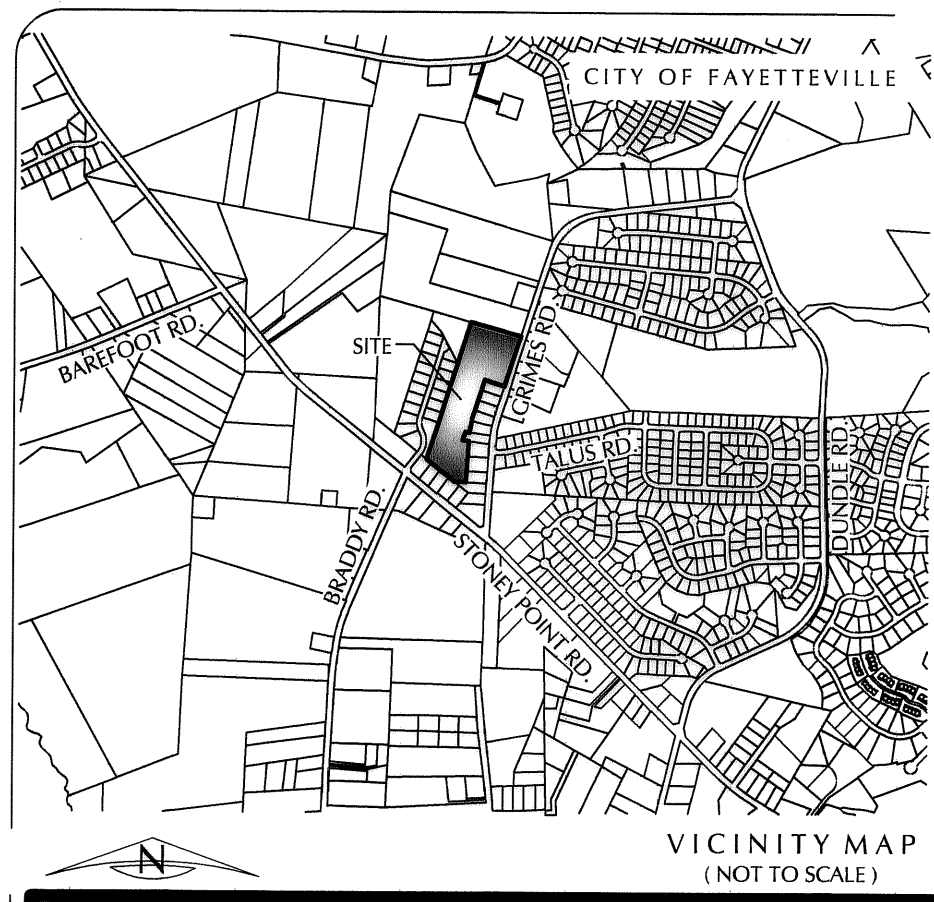 CITY OF FAYETTEVILLE
SITE
BAREFOOT RD.
GRIMES RD.
TALUS RD.
DUNDLE RD.
BRADDY RD.
STONEY POINT RD.
N
VICINITY MAP
(NOT TO SCALE)